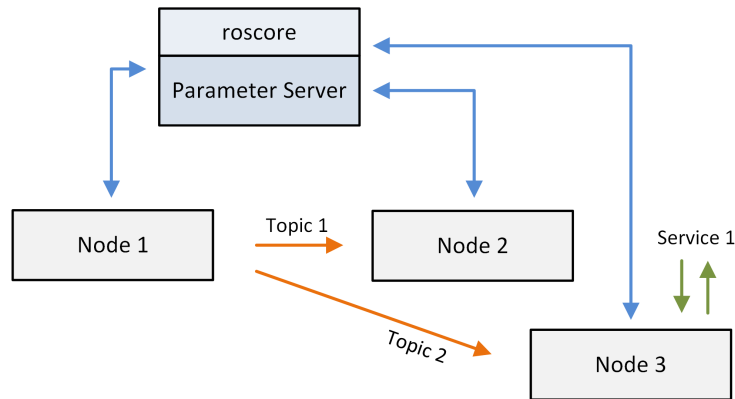 roscore
Parameter Server
Node 1
Topic 1
Node 2
Service 1
Topic 2
Node 3